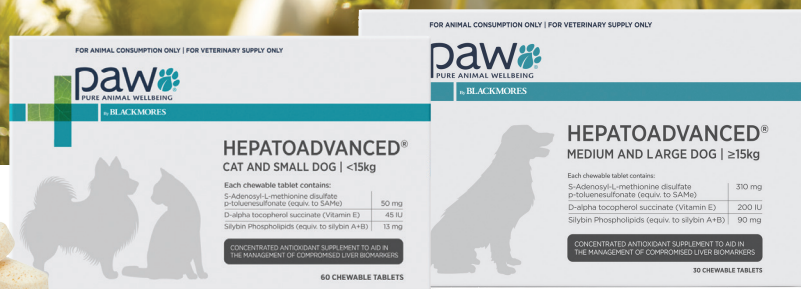 FOR ANIMAL CONSUMPTION ONLY | FOR VETERINARY SUPPLY ONLY
paw
PURE ANIMAL WELLBEING
By BLACKMORES
HEPATOADVANCED®
CAT AND SMALL DOG | <15kg
Each chewable tablet contains:
S-Adenosyl-L-methionine disulfate
p-toluenesulfonate (equiv. to SAMe) 50 mg
D-alpha tocopherol succinate (Vitamin E) 45 IU
Silybin Phospholipids (equiv. to silybin A+B) 13 mg
CONCENTRATED ANTIOXIDANT SUPPLEMENT TO AID IN
THE MANAGEMENT OF COMPROMISED LIVER BIOMARKERS
60 CHEWABLE TABLETS
FOR ANIMAL CONSUMPTION ONLY | FOR VETERINARY SUPPLY ONLY
paw
PURE ANIMAL WELLBEING
By BLACKMORES
HEPATOADVANCED®
MEDIUM AND LARGE DOG | ≥15kg
Each chewable tablet contains:
S-Adenosyl-L-methionine disulfate
p-toluenesulfonate (equiv. to SAMe) 310 mg
D-alpha tocopherol succinate (Vitamin E) 200 IU
Silybin Phospholipids (equiv. to silybin A+B) 90 mg
CONCENTRATED ANTIOXIDANT SUPPLEMENT TO AID IN
THE MANAGEMENT OF COMPROMISED LIVER BIOMARKERS
30 CHEWABLE TABLETS